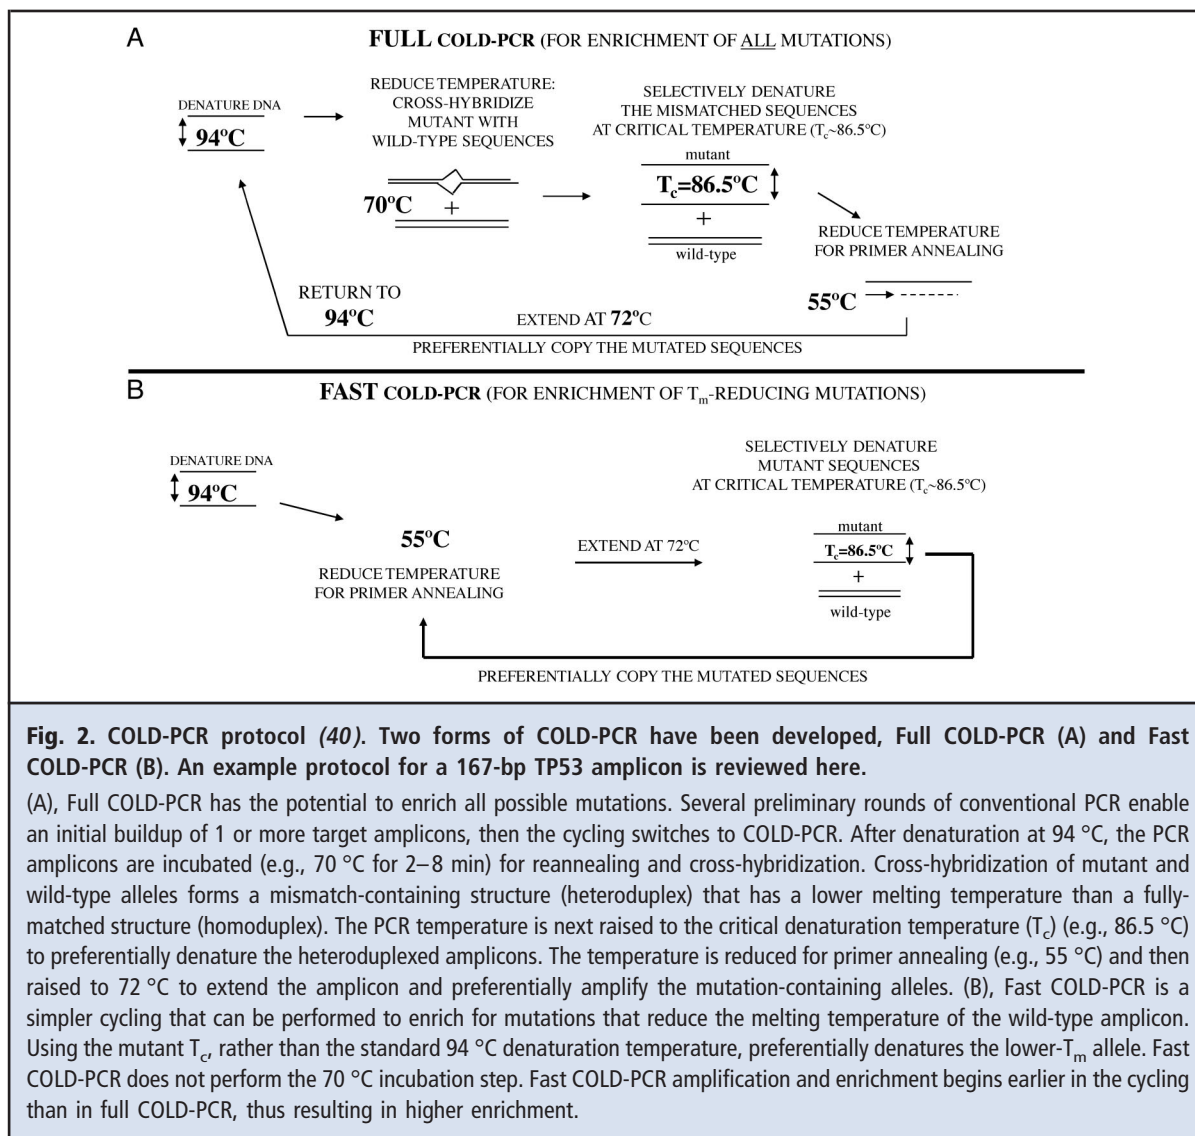 A
FULL COLD-PCR (FOR ENRICHMENT OF ALL MUTATIONS)
DENATURE DNA
94ºC
REDUCE TEMPERATURE:
CROSS-HYBRIDIZE
MUTANT WITH
WILD-TYPE SEQUENCES
70ºC
+
SELECTIVELY DENATURE
THE MISMATCHED SEQUENCES
AT CRITICAL TEMPERATURE (Tc~86.5ºC)
mutant
Tc=86.5ºC
+
wild-type
REDUCE TEMPERATURE
FOR PRIMER ANNEALING
55ºC
RETURN TO
94ºC
EXTEND AT 72ºC
PREFERENTIALLY COPY THE MUTATED SEQUENCES
B
FAST COLD-PCR (FOR ENRICHMENT OF Tm-REDUCING MUTATIONS)
DENATURE DNA
94ºC
55ºC
REDUCE TEMPERATURE
FOR PRIMER ANNEALING
EXTEND AT 72ºC
SELECTIVELY DENATURE
MUTANT SEQUENCES
AT CRITICAL TEMPERATURE (Tc~86.5ºC)
mutant
Tc=86.5ºC
+
wild-type
PREFERENTIALLY COPY THE MUTATED SEQUENCES
Fig. 2. COLD-PCR protocol (40). Two forms of COLD-PCR have been developed, Full COLD-PCR (A) and Fast
COLD-PCR (B). An example protocol for a 167-bp TP53 amplicon is reviewed here.
(A), Full COLD-PCR has the potential to enrich all possible mutations. Several preliminary rounds of conventional PCR enable
an initial buildup of 1 or more target amplicons, then the cycling switches to COLD-PCR. After denaturation at 94 °C, the PCR
amplicons are incubated (e.g., 70 °C for 2–8 min) for reannealing and cross-hybridization. Cross-hybridization of mutant and
wild-type alleles forms a mismatch-containing structure (heteroduplex) that has a lower melting temperature than a fully-
matched structure (homoduplex). The PCR temperature is next raised to the critical denaturation temperature (Tc) (e.g., 86.5 °C)
to preferentially denature the heteroduplexed amplicons. The temperature is reduced for primer annealing (e.g., 55 °C) and then
raised to 72 °C to extend the amplicon and preferentially amplify the mutation-containing alleles. (B), Fast COLD-PCR is a
simpler cycling that can be performed to enrich for mutations that reduce the melting temperature of the wild-type amplicon.
Using the mutant Tc, rather than the standard 94 °C denaturation temperature, preferentially denatures the lower-Tm allele. Fast
COLD-PCR does not perform the 70 °C incubation step. Fast COLD-PCR amplification and enrichment begins earlier in the cycling
than in full COLD-PCR, thus resulting in higher enrichment.